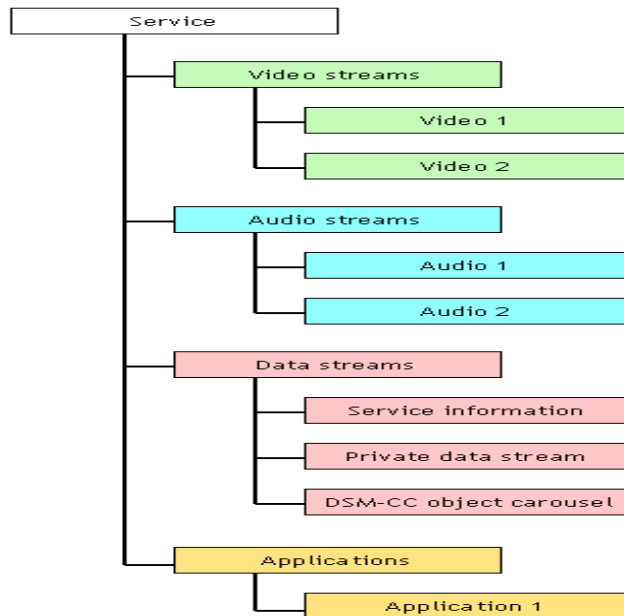 Service
Video streams
Video 1
Video 2
Audio streams
Audio 1
Audio 2
Data streams
Service information
Private data stream
DSM-CC object carousel
Applications
Application 1